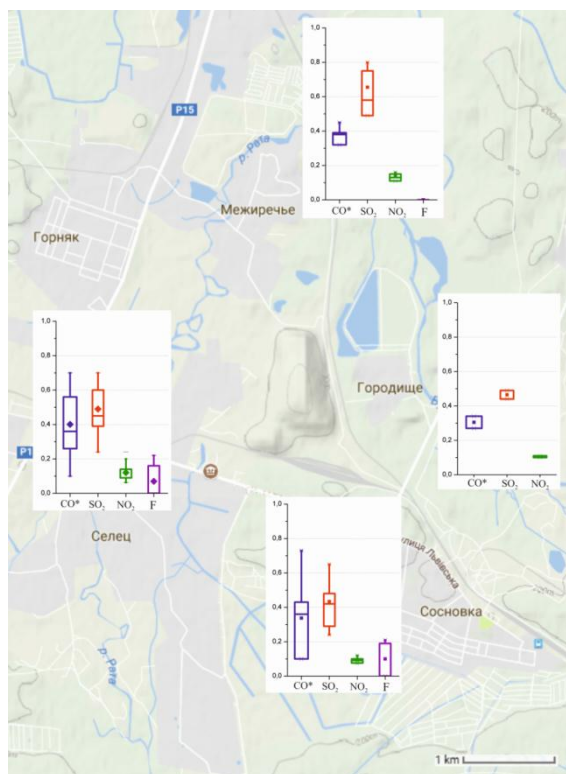 1,0
0,8
0,6
0,4
0,2
0,0
CO* SO₂ NO₂ F
P15
р. Рата
Межиречье
Горняк
1,0
0,8
0,6
0,4
0,2
0,0
CO* SO₂ NO₂
1,0
0,8
0,6
0,4
0,2
0,0
CO* SO₂ NO₂ F
Городище
P1
Селец
1,0
0,8
0,6
0,4
0,2
0,0
CO* SO₂ NO₂ F
улиця Львівська
Сосновка
р. Рата
1 km